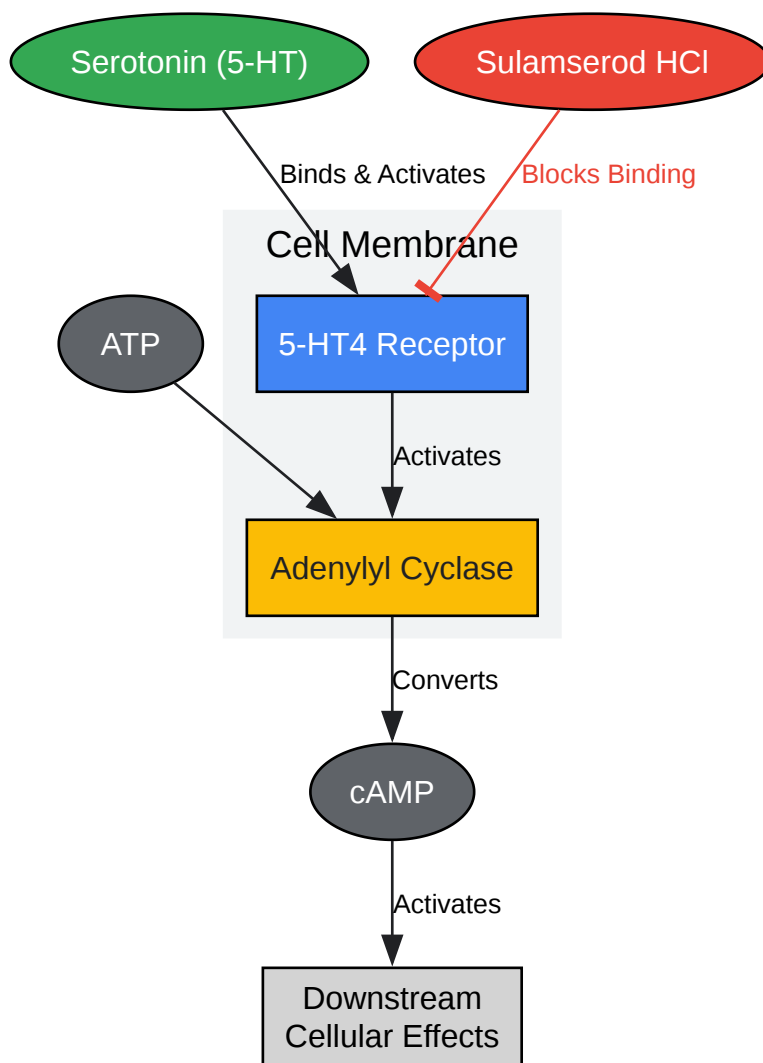 Serotonin (5-HT)
Sulamserod HCl
Binds & Activates
Blocks Binding
Cell Membrane
ATP
5-HT4 Receptor
Activates
Adenylyl Cyclase
Converts
cAMP
Activates
Downstream
Cellular Effects